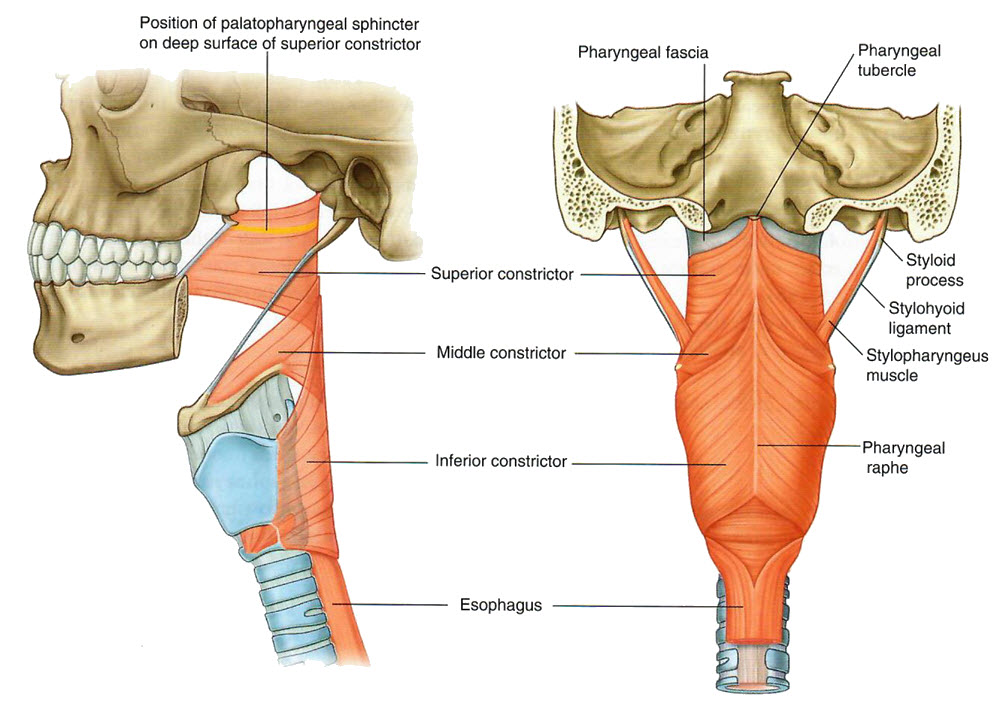 Position of palatopharyngeal sphincter
on deep surface of superior constrictor
Pharyngeal fascia
Pharyngeal
tubercle
Superior constrictor
Middle constrictor
Inferior constrictor
Esophagus
Styloid
process
Stylohyoid
ligament
Stylopharyngeus
muscle
Pharyngeal
raphe